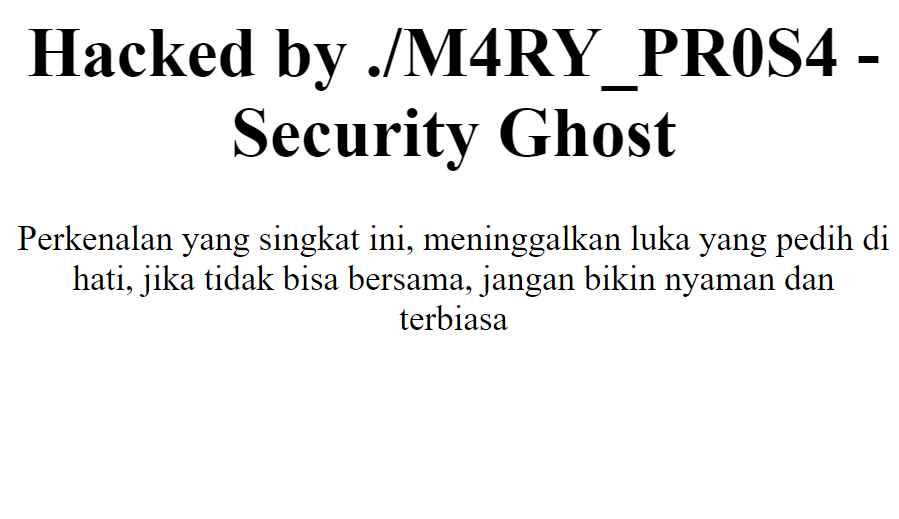 Hacked by ./M4RY_PR0S4 -
Security Ghost
Perkenalan yang singkat ini, meninggalkan luka yang pedih di
hati, jika tidak bisa bersama, jangan bikin nyaman dan
terbiasa